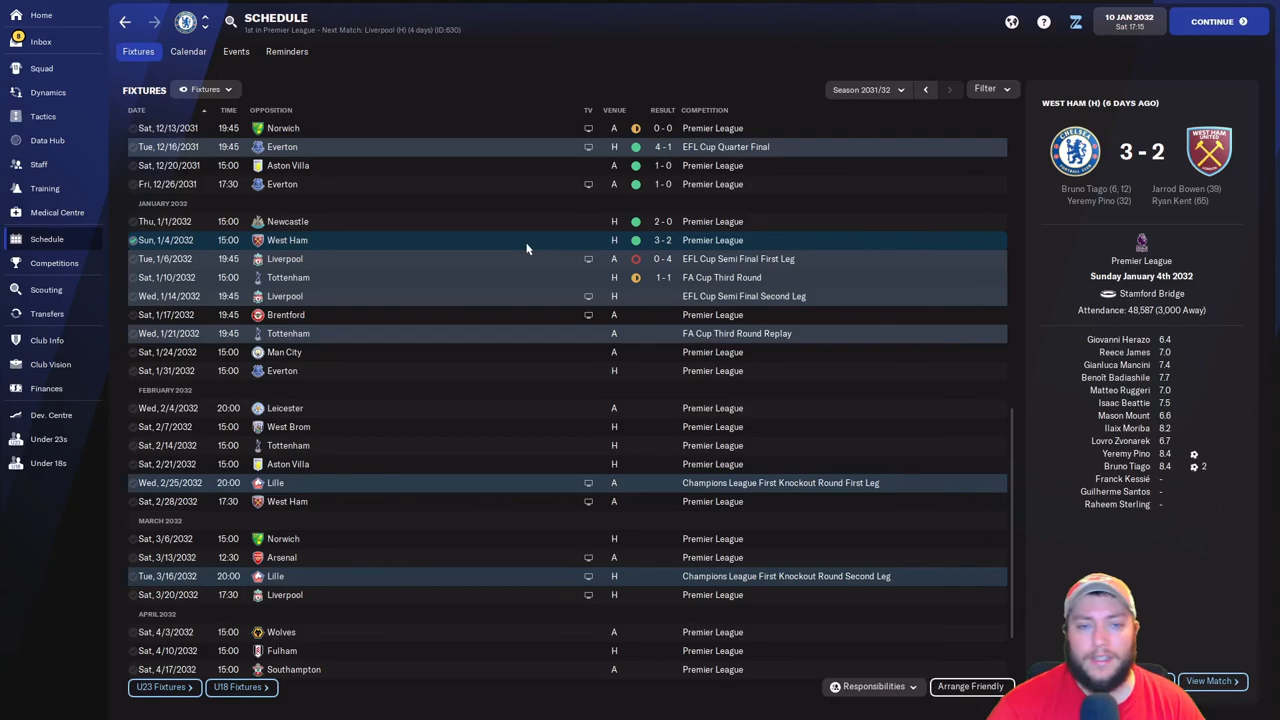 Home
8
Inbox
Squad
Dynamics
Tactics
Data Hub
Staff
Training
Medical Centre
Schedule
Competitions
Scouting
Transfers
Club Info
Club Vision
Finances
Dev. Centre
Under 23s
Under 18s
SCHEDULE
1st in Premier League - Next Match: Liverpool (H) (4 days) (ID:630)
10 JAN 2032
Sat 17:15
CONTINUE
Fixtures Calendar Events Reminders
FIXTURES Fixtures Season 2031/32 Filter
DATE TIME OPPOSITION TV VENUE RESULT COMPETITION
Sat, 12/13/2031 19:45 Norwich A 0 - 0 Premier League
Tue, 12/16/2031 19:45 Everton H 4 - 1 EFL Cup Quarter Final
Sat, 12/20/2031 15:00 Aston Villa A 1 - 0 Premier League
Fri, 12/26/2031 17:30 Everton H 1 - 0 Premier League
JANUARY 2032
Thu, 1/1/2032 15:00 Newcastle H 2 - 0 Premier League
Sun, 1/4/2032 15:00 West Ham H 3 - 2 Premier League
Tue, 1/6/2032 19:45 Liverpool A 0 - 4 EFL Cup Semi Final First Leg
Sat, 1/10/2032 15:00 Tottenham H 1 - 1 FA Cup Third Round
Wed, 1/14/2032 19:45 Liverpool H EFL Cup Semi Final Second Leg
Sat, 1/17/2032 19:45 Brentford A Premier League
Wed, 1/21/2032 19:45 Tottenham A FA Cup Third Round Replay
Sat, 1/24/2032 15:00 Man City A Premier League
Sat, 1/31/2032 15:00 Everton A Premier League
FEBRUARY 2032
Wed, 2/4/2032 20:00 Leicester A Premier League
Sat, 2/7/2032 15:00 West Brom H Premier League
Sat, 2/14/2032 15:00 Tottenham H Premier League
Sat, 2/21/2032 15:00 Aston Villa H Premier League
Wed, 2/25/2032 20:00 Lille A Champions League First Knockout Round First Leg
Sat, 2/28/2032 17:30 West Ham A Premier League
MARCH 2032
Sat, 3/6/2032 15:00 Norwich H Premier League
Sat, 3/13/2032 12:30 Arsenal A Premier League
Tue, 3/16/2032 20:00 Lille H Champions League First Knockout Round Second Leg
Sat, 3/20/2032 17:30 Liverpool H Premier League
APRIL 2032
Sat, 4/3/2032 15:00 Wolves A Premier League
Sat, 4/10/2032 15:00 Fulham H Premier League
Sat, 4/17/2032 15:00 Southampton A Premier League
U23 Fixtures > U18 Fixtures > Responsibilities Arrange Friendly
WEST HAM (H) (6 DAYS AGO)
3 - 2
Bruno Tiago (6, 12) Jarrod Bowen (39)
Yeremy Pino (32) Ryan Kent (65)
Premier League
Sunday January 4th 2032
Stamford Bridge
Attendance: 48,587 (3,000 Away)
Giovanni Herazo 6.4
Reece James 7.0
Gianluca Mancini 7.4
Benoît Badiashile 7.7
Matteo Ruggeri 7.0
Isaac Beattie 7.5
Mason Mount 6.6
Ilaix Moriba 8.2
Lovro Zvonarek 6.7
Yeremy Pino 8.4
Bruno Tiago 8.4 2
Franck Kessié -
Guilherme Santos -
Raheem Sterling -
View Match >